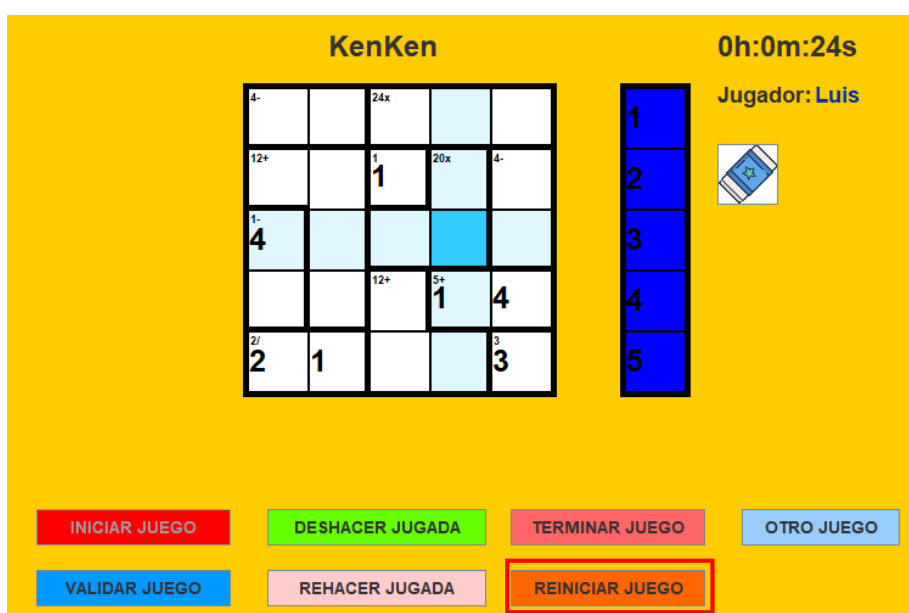 KenKen 0h:0m:24s
Jugador: Luis
4- 24x
12+ 1 20x 4-
1
1-
4
12+ 5+
1 4
2/ 3
2 1 3
1
2
3
4
5
INICIAR JUEGO DESHACER JUGADA TERMINAR JUEGO OTRO JUEGO
VALIDAR JUEGO REHACER JUGADA REINICIAR JUEGO